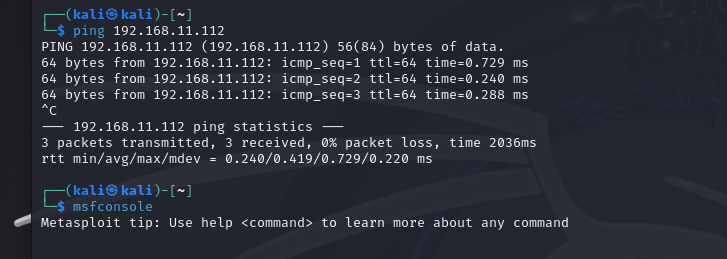 ┌──(kali㉿kali)-[~]
└─$ ping 192.168.11.112
PING 192.168.11.112 (192.168.11.112) 56(84) bytes of data.
64 bytes from 192.168.11.112: icmp_seq=1 ttl=64 time=0.729 ms
64 bytes from 192.168.11.112: icmp_seq=2 ttl=64 time=0.240 ms
64 bytes from 192.168.11.112: icmp_seq=3 ttl=64 time=0.288 ms
^C
--- 192.168.11.112 ping statistics ---
3 packets transmitted, 3 received, 0% packet loss, time 2036ms
rtt min/avg/max/mdev = 0.240/0.419/0.729/0.220 ms
┌──(kali㉿kali)-[~]
└─$ msfconsole
Metasploit tip: Use help <command> to learn more about any command